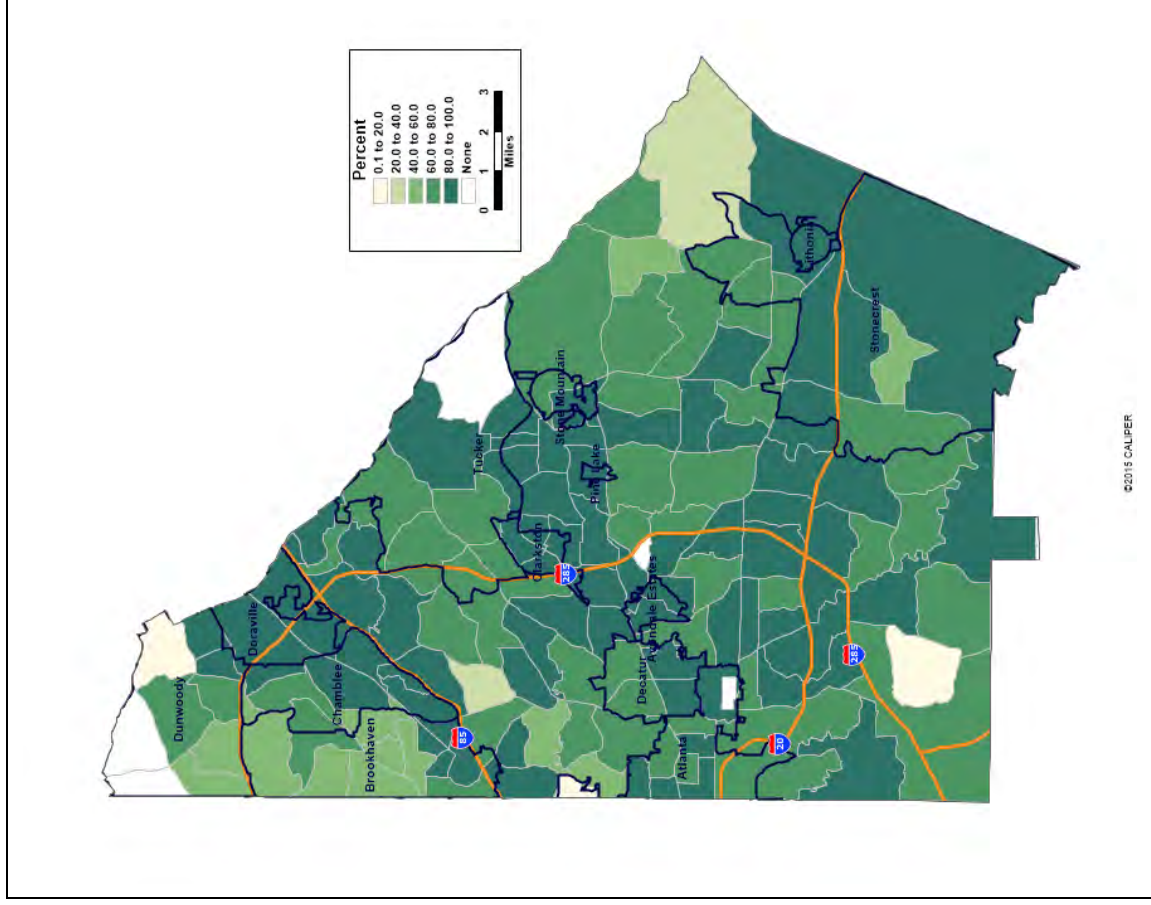 Percent
0.1 to 20.0
20.0 to 40.0
40.0 to 60.0
60.0 to 80.0
80.0 to 100.0
None
0 1 2 3
Miles
Dunwoody
Doraville
Chamblee
Brookhaven
85
Tucker
Stone Mountain
Pine Lake
Clarkston
285
Avondale Estates
Decatur
Atlanta
20
285
Lithonia
Stonecrest
©2015 CALIPER